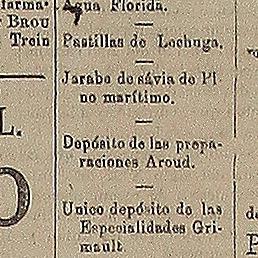 farma-
Brou
Trein
L.
O
Agua Florida.
Pastillas de Lechuga.
Jarabe de sávia de Pi-
no marítimo.
Depósito de las prepa-
raciones Aroud.
Unico depósito de las
Especialidades Gri-
mault
d
P